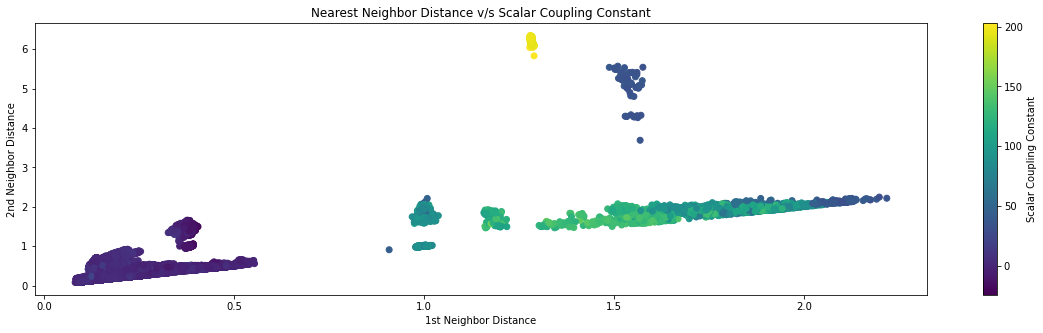 Nearest Neighbor Distance v/s Scalar Coupling Constant
2nd Neighbor Distance
6
5
4
3
2
1
0
0.0 0.5 1.0 1.5 2.0
1st Neighbor Distance
200
150
100
50
0
Scalar Coupling Constant